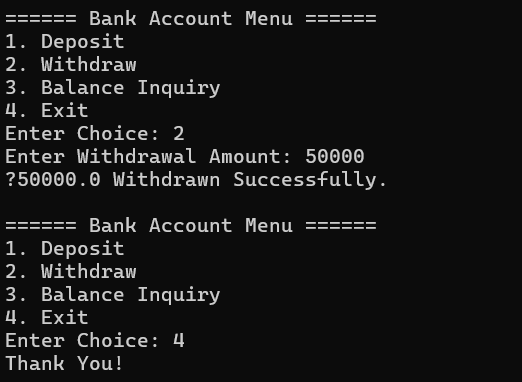 ====== Bank Account Menu ======
1. Deposit
2. Withdraw
3. Balance Inquiry
4. Exit
Enter Choice: 2
Enter Withdrawal Amount: 50000
?50000.0 Withdrawn Successfully.

====== Bank Account Menu ======
1. Deposit
2. Withdraw
3. Balance Inquiry
4. Exit
Enter Choice: 4
Thank You!